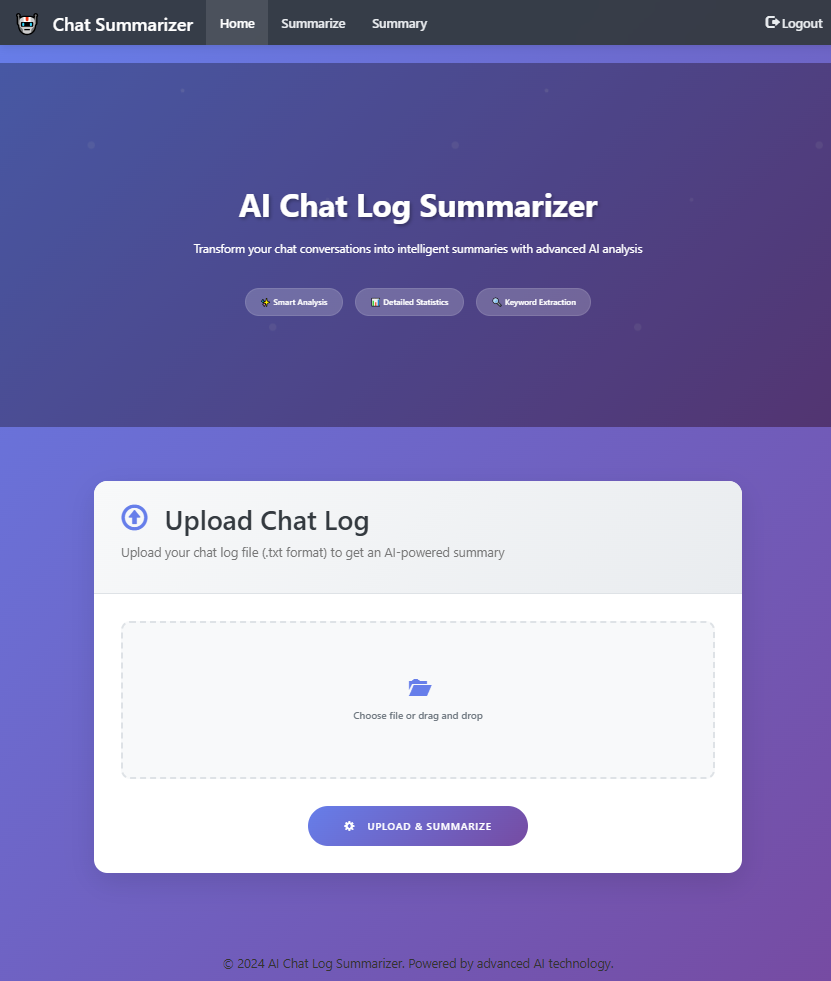 Chat Summarizer Home Summarize Summary Logout
AI Chat Log Summarizer
Transform your chat conversations into intelligent summaries with advanced AI analysis
Smart Analysis Detailed Statistics Keyword Extraction
Upload Chat Log
Upload your chat log file (.txt format) to get an AI-powered summary
Choose file or drag and drop
UPLOAD & SUMMARIZE
© 2024 AI Chat Log Summarizer. Powered by advanced AI technology.